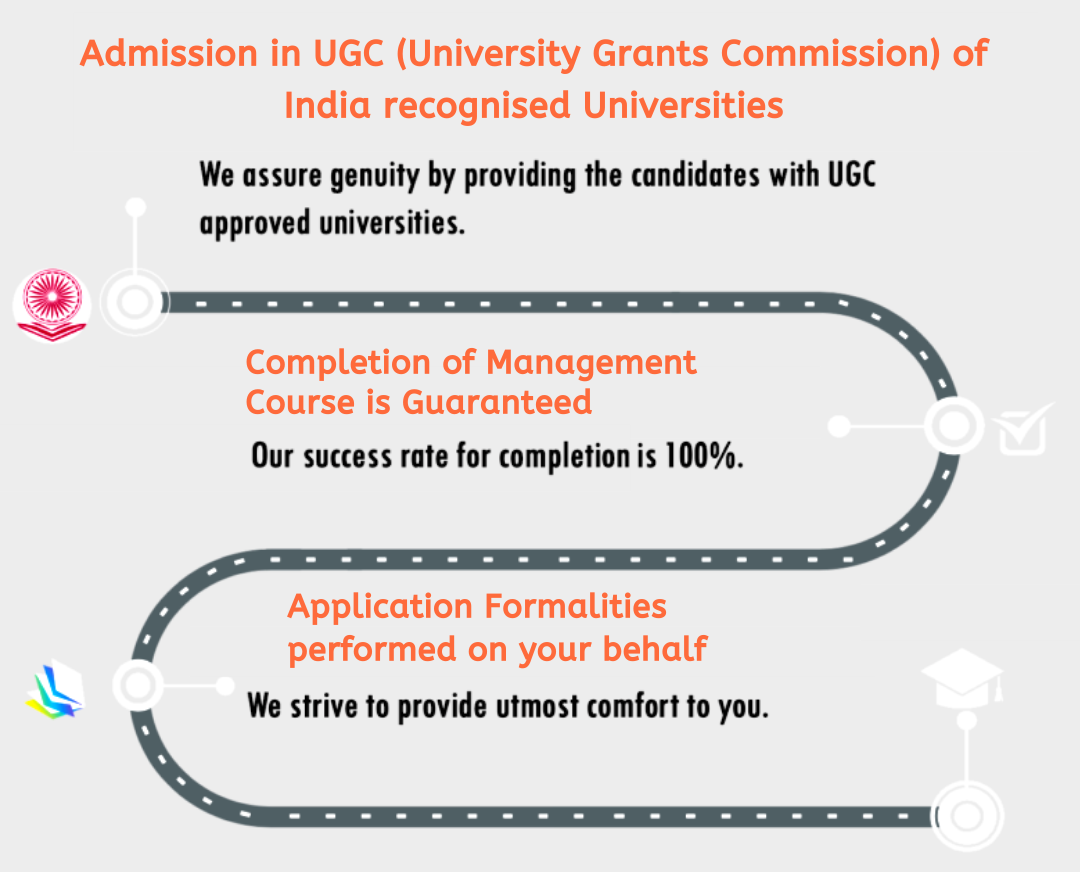 Admission in UGC (University Grants Commission) of
India recognised Universities
We assure genuity by providing the candidates with UGC
approved universities.
Completion of Management
Course is Guaranteed
Our success rate for completion is 100%.
Application Formalities
performed on your behalf
We strive to provide utmost comfort to you.